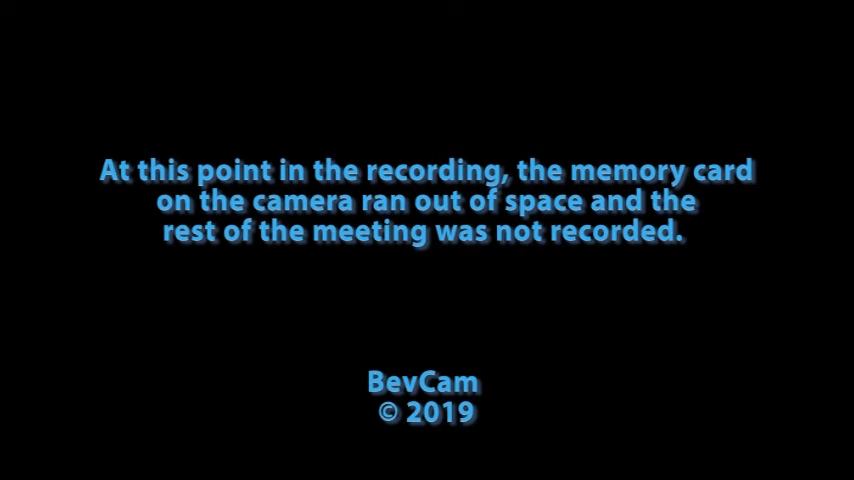 At this point in the recording, the memory card
on the camera ran out of space and the
rest of the meeting was not recorded.
BevCam
© 2019